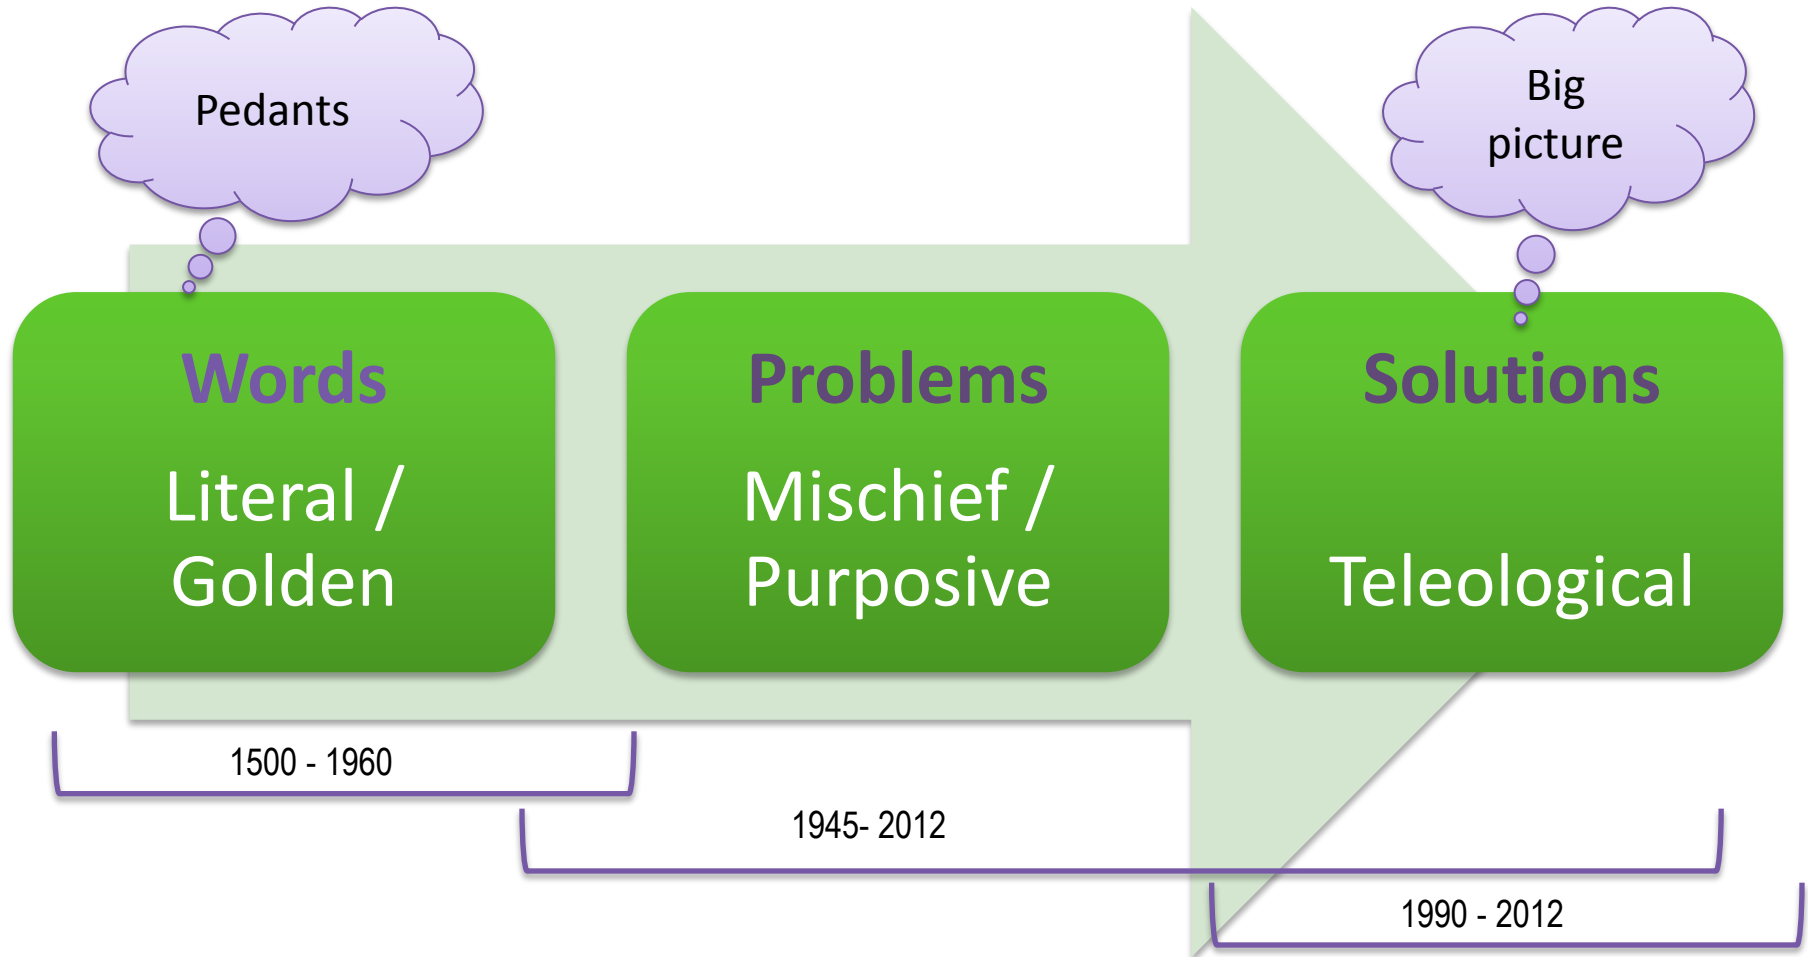 Pedants
Big
picture
Words
Literal /
Golden
Problems
Mischief /
Purposive
Solutions
Teleological
1500 - 1960
1945- 2012
1990 - 2012